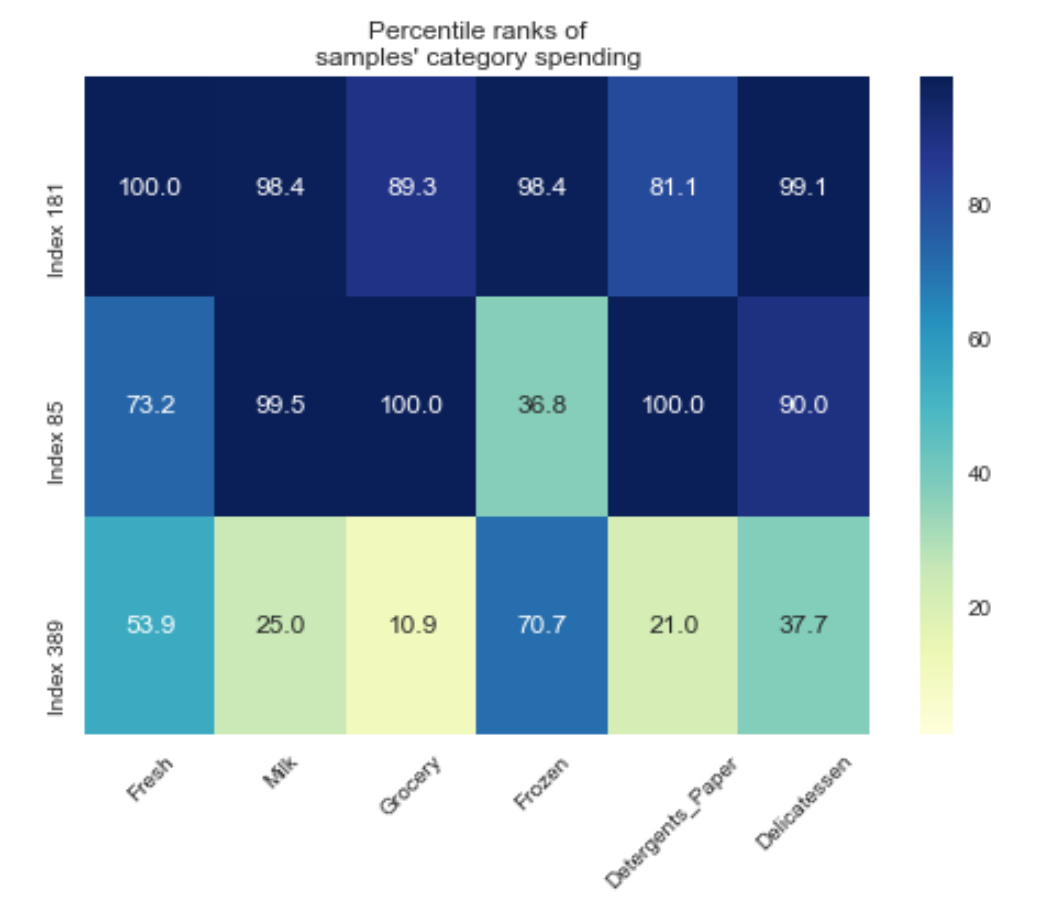 Percentile ranks of
samples' category spending
Index 181
100.0 98.4 89.3 98.4 81.1 99.1
Index 85
73.2 99.5 100.0 36.8 100.0 90.0
Index 389
53.9 25.0 10.9 70.7 21.0 37.7
Fresh Milk Grocery Frozen Detergents_Paper Delicatessen
80
60
40
20